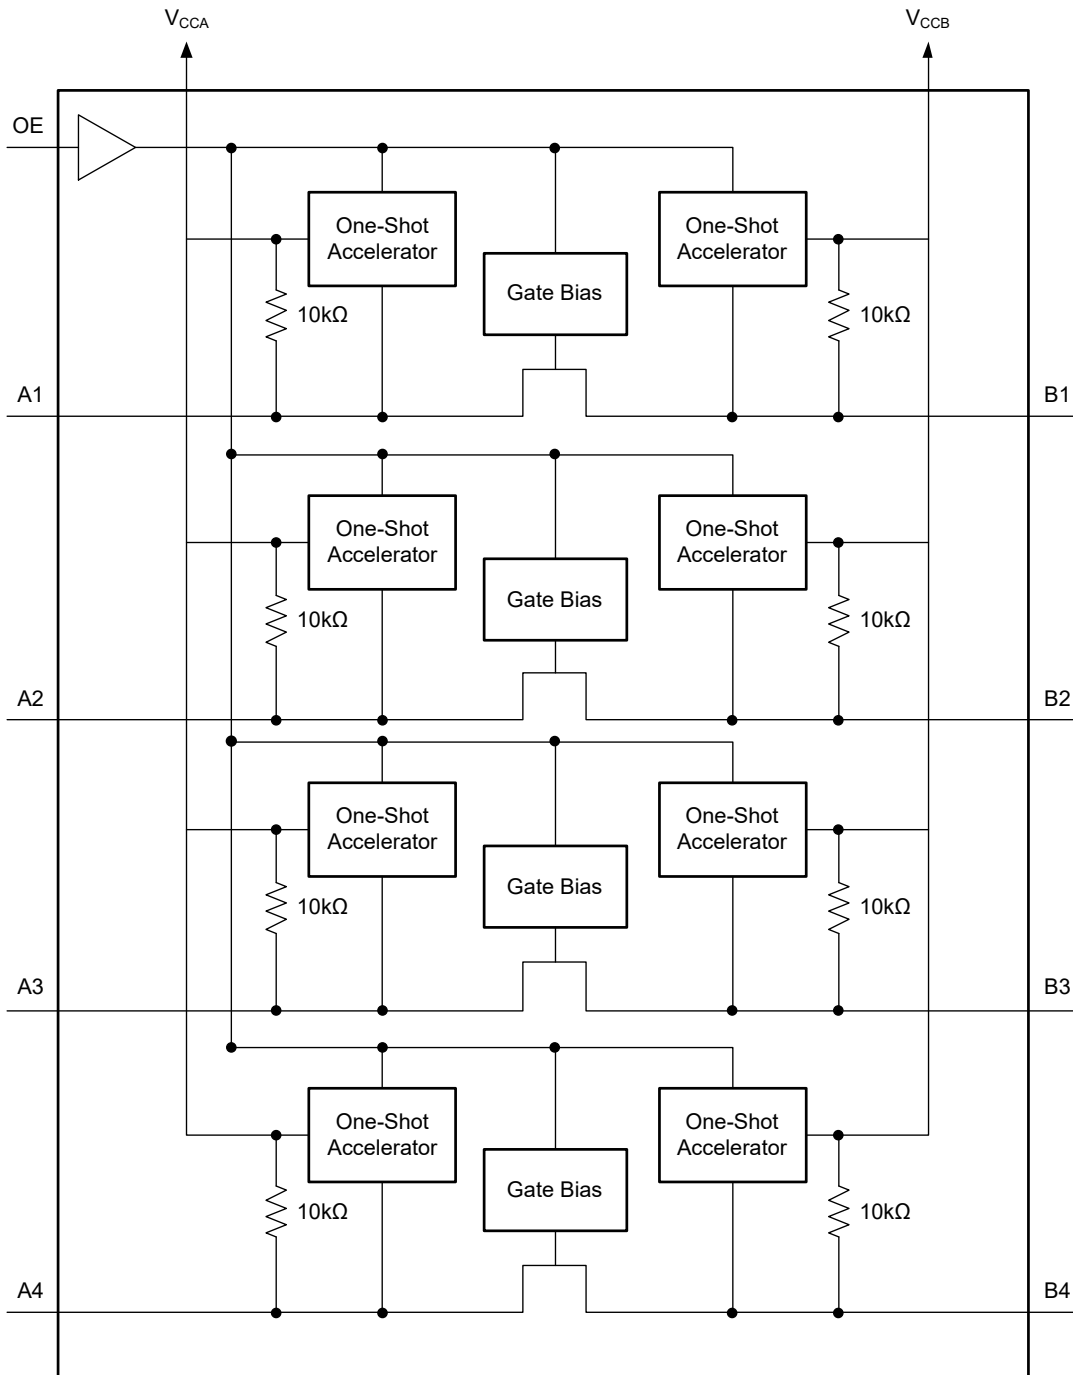 VCCA
VCCB
OE
One-Shot
Accelerator
One-Shot
Accelerator
Gate Bias
10kΩ
10kΩ
A1
B1
One-Shot
Accelerator
One-Shot
Accelerator
Gate Bias
10kΩ
10kΩ
A2
B2
One-Shot
Accelerator
One-Shot
Accelerator
Gate Bias
10kΩ
10kΩ
A3
B3
One-Shot
Accelerator
One-Shot
Accelerator
Gate Bias
10kΩ
10kΩ
A4
B4